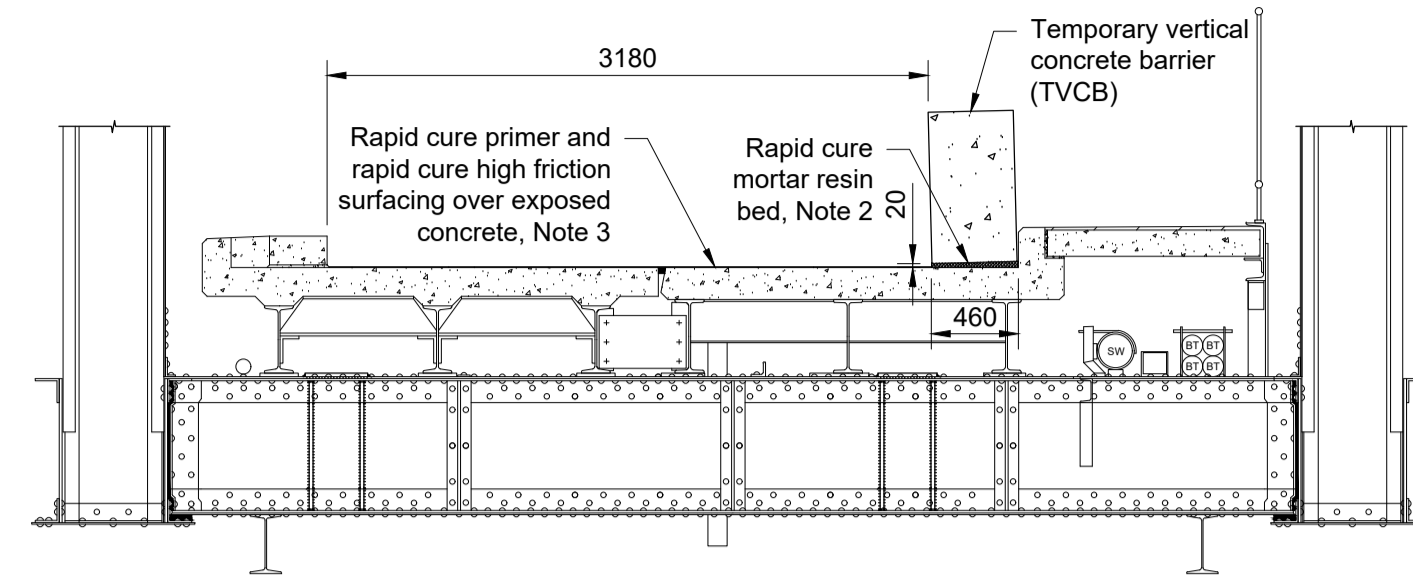 Temporary vertical
concrete barrier
(TVCB)
3180
Rapid cure primer and
rapid cure high friction
surfacing over exposed
concrete, Note 3
Rapid cure
mortar resin
bed, Note 2
20
460
SW
BT BT
BT BT